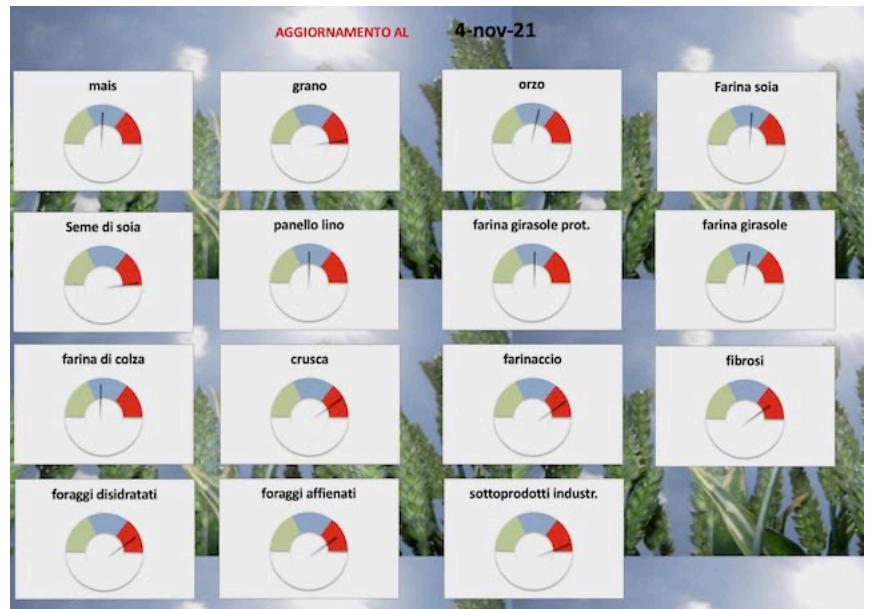 AGGIORNAMENTO AL 4-nov-21
mais
grano
orzo
Farina soia
Seme di soia
panello lino
farina girasole prot.
farina girasole
farina di colza
crusca
farinaccio
fibrosi
foraggi disidratati
foraggi affienati
sottoprodotti industr.